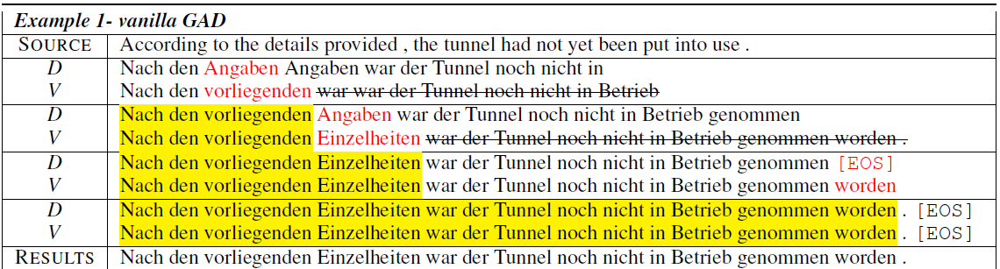 Example 1- vanilla GAD
SOURCE According to the details provided , the tunnel had not yet been put into use .
D Nach den Angaben Angaben war der Tunnel noch nicht in
V Nach den vorliegenden war war der Tunnel noch nicht in Betrieb
D Nach den vorliegenden Angaben war der Tunnel noch nicht in Betrieb genommen
V Nach den vorliegenden Einzelheiten war der Tunnel noch nicht in Betrieb genommen worden .
D Nach den vorliegenden Einzelheiten war der Tunnel noch nicht in Betrieb genommen [EOS]
V Nach den vorliegenden Einzelheiten war der Tunnel noch nicht in Betrieb genommen worden
D Nach den vorliegenden Einzelheiten war der Tunnel noch nicht in Betrieb genommen worden . [EOS]
V Nach den vorliegenden Einzelheiten war der Tunnel noch nicht in Betrieb genommen worden . [EOS]
RESULTS Nach den vorliegenden Einzelheiten war der Tunnel noch nicht in Betrieb genommen worden .